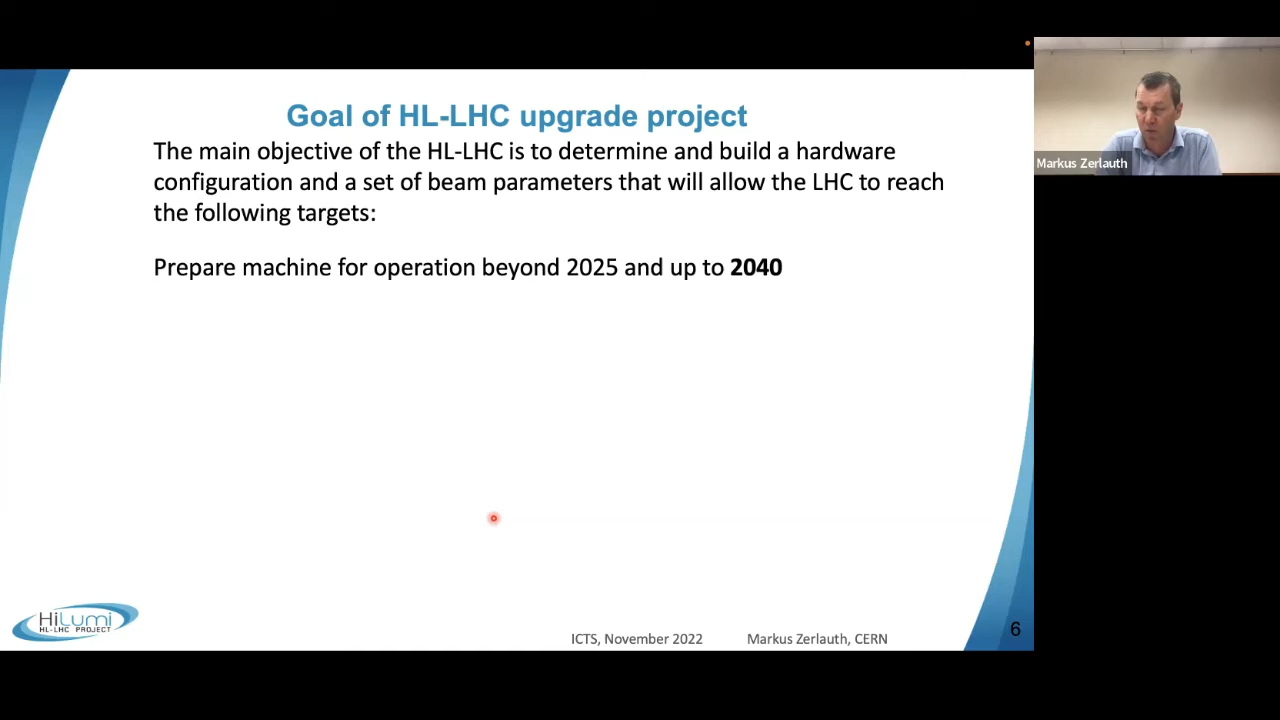 Goal of HL-LHC upgrade project
The main objective of the HL-LHC is to determine and build a hardware
configuration and a set of beam parameters that will allow the LHC to reach
the following targets:
Prepare machine for operation beyond 2025 and up to 2040
Markus Zerlauth
HiLumi
HL-LHC PROJECT
ICTS, November 2022 Markus Zerlauth, CERN
6